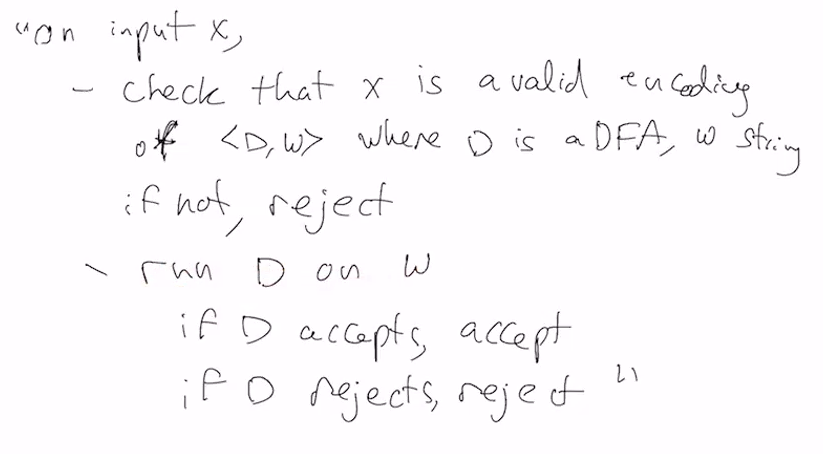 "on input x,
- check that x is a valid encoding
of <D, W> where D is a DFA, w string
if not, reject
- run D on W
if D accepts, accept
if D rejects, reject "